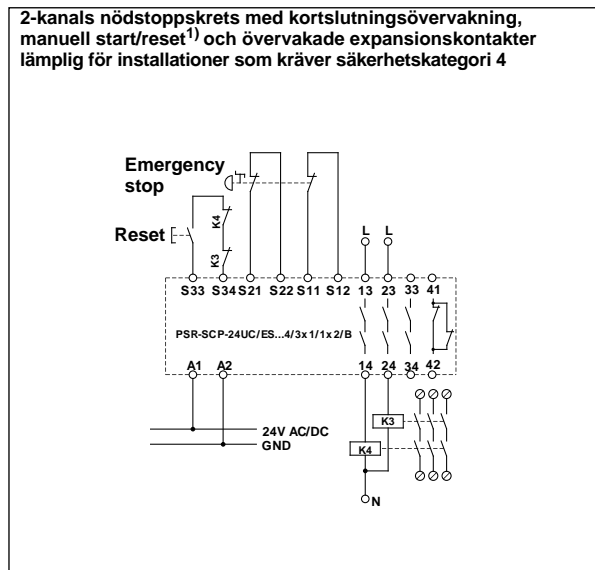 2-kanals nödstoppskrets med kortslutningsövervakning,
manuell start/reset1) och övervakade expansionskontakter
lämplig för installationer som kräver säkerhetskategori 4
Emergency
stop
L L
Reset
K4
K3
S33 S34 S21 S22 S11 S12 13 23 33 41
PSR-SCP-24UC/ES...4/3x1/1x2/B
A1 A2 14 24 34 42
K3
24V AC/DC
GND
K4
N